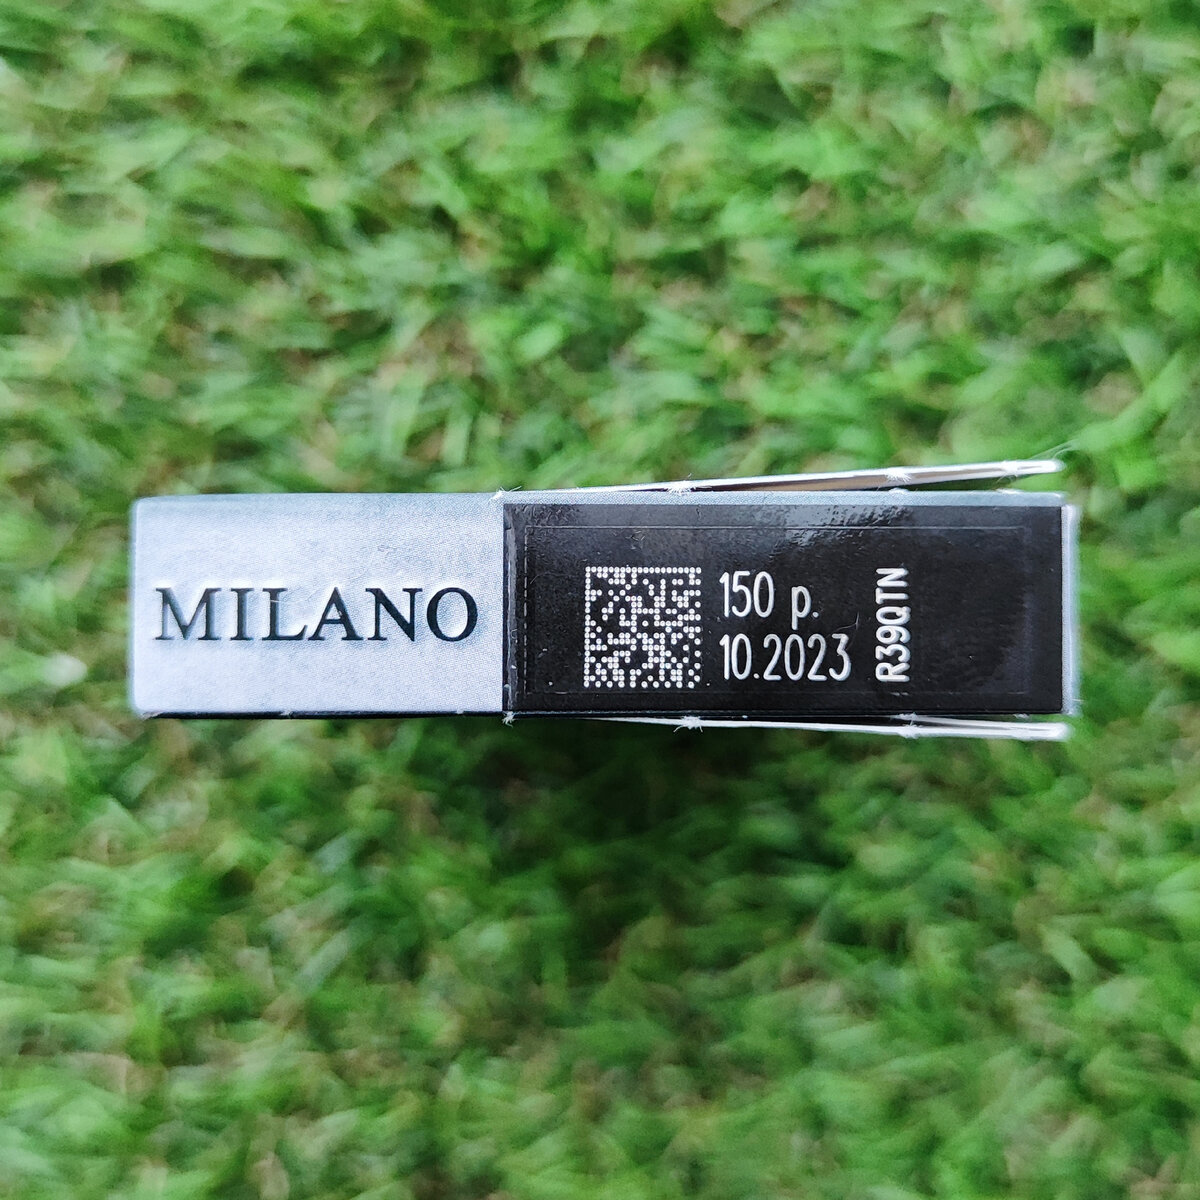 MILANO
150 р.
10.2023
R39QTN